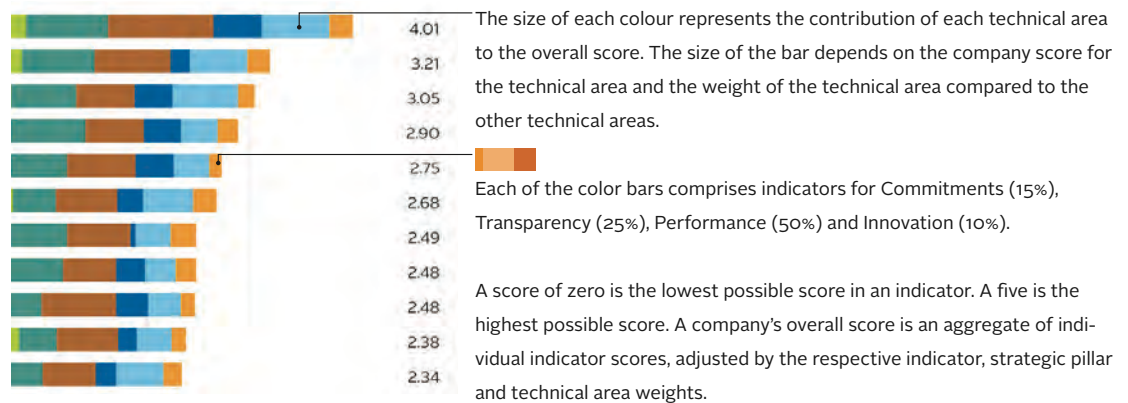 4.01
3.21
3.05
2.90
2.75
2.68
2.49
2.48
2.48
2.38
2.34
The size of each colour represents the contribution of each technical area
to the overall score. The size of the bar depends on the company score for
the technical area and the weight of the technical area compared to the
other technical areas.
Each of the color bars comprises indicators for Commitments (15%),
Transparency (25%), Performance (50%) and Innovation (10%).
A score of zero is the lowest possible score in an indicator. A five is the
highest possible score. A company’s overall score is an aggregate of indi-
vidual indicator scores, adjusted by the respective indicator, strategic pillar
and technical area weights.